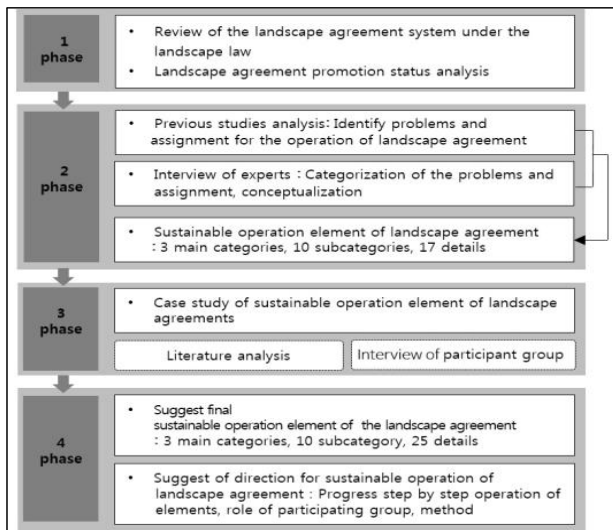 1
phase
• Review of the landscape agreement system under the
landscape law
• Landscape agreement promotion status analysis
2
phase
• Previous studies analysis: Identify problems and
assignment for the operation of landscape agreement
• Interview of experts : Categorization of the problems and
assignment, conceptualization
• Sustainable operation element of landscape agreement
: 3 main categories, 10 subcategories, 17 details
3
phase
• Case study of sustainable operation element of landscape
agreements
Literature analysis
Interview of participant group
4
phase
• Suggest final
sustainable operation element of the landscape agreement
: 3 main categories, 10 subcategory, 25 details
• Suggest of direction for sustainable operation of
landscape agreement : Progress step by step operation of
elements, role of participating group, method